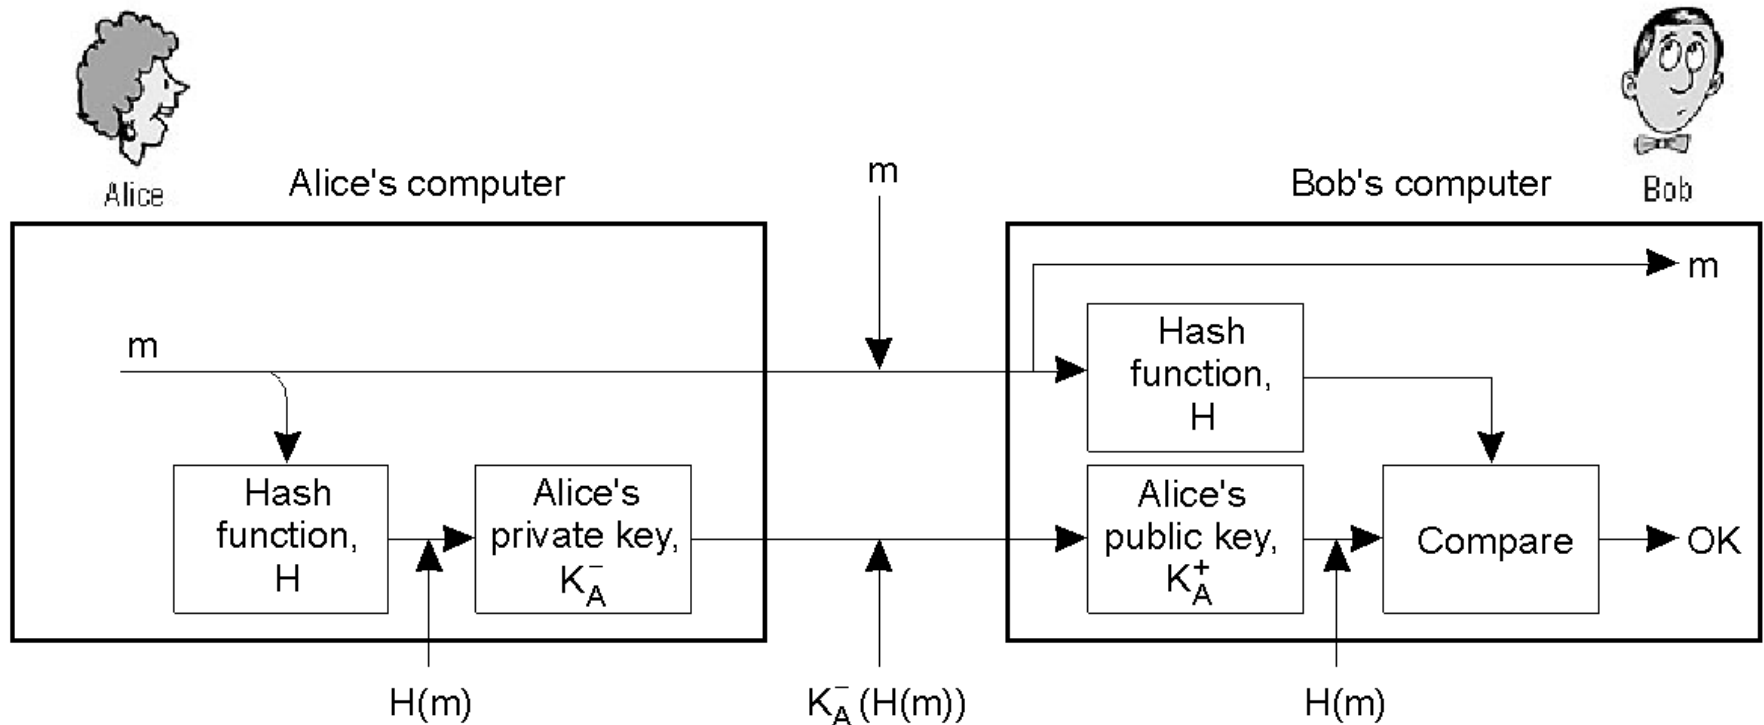 Alice
Alice's computer
m
Bob's computer
Bob
m
m
Hash
function,
H
Hash
function,
H
Alice's
private key,
K_A^-
Alice's
public key,
K_A^+
Compare
OK
H(m)
K_A^-(H(m))
H(m)